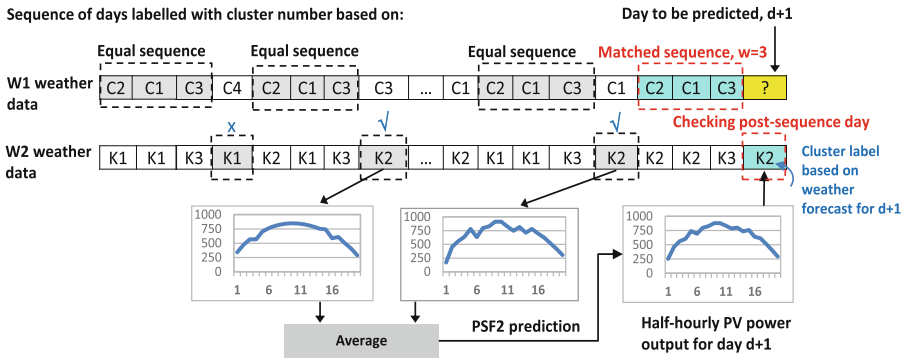 Sequence of days labelled with cluster number based on:
Day to be predicted, d+1
Equal sequence
Equal sequence
Equal sequence
Matched sequence, w=3
W1 weather
data
C2 C1 C3 C4 C2 C1 C3 C3 ... C1 C2 C1 C3 C1 C2 C1 C3 ?
x √ √
Checking post-sequence day
W2 weather
data
K1 K1 K3 K1 K2 K1 K3 K2 ... K2 K1 K1 K3 K2 K2 K2 K3 K2
Cluster label
based on
weather
forecast for d+1
1000
750
500
250
0
1 6 11 16
1000
750
500
250
0
1 6 11 16
1000
750
500
250
0
1 6 11 16
Average
PSF2 prediction
Half-hourly PV power
output for day d+1